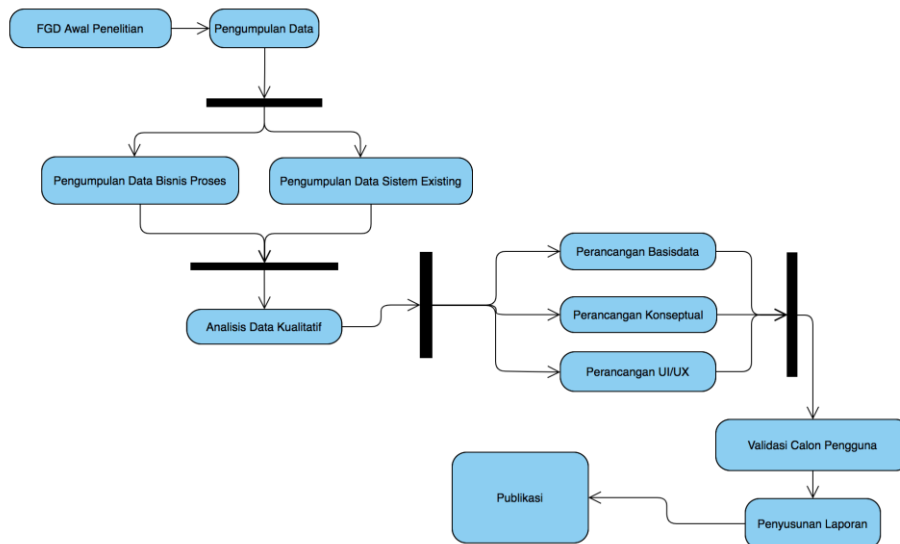 FGD Awal Penelitian
Pengumpulan Data
Pengumpulan Data Bisnis Proses
Pengumpulan Data Sistem Existing
Analisis Data Kualitatif
Perancangan Basisdata
Perancangan Konseptual
Perancangan UI/UX
Validasi Calon Pengguna
Penyusunan Laporan
Publikasi